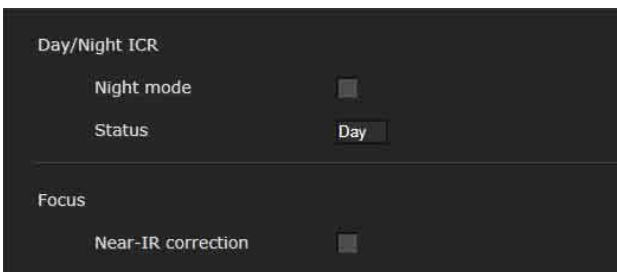 Day/Night ICR
Night mode
Status Day
Focus
Near-IR correction